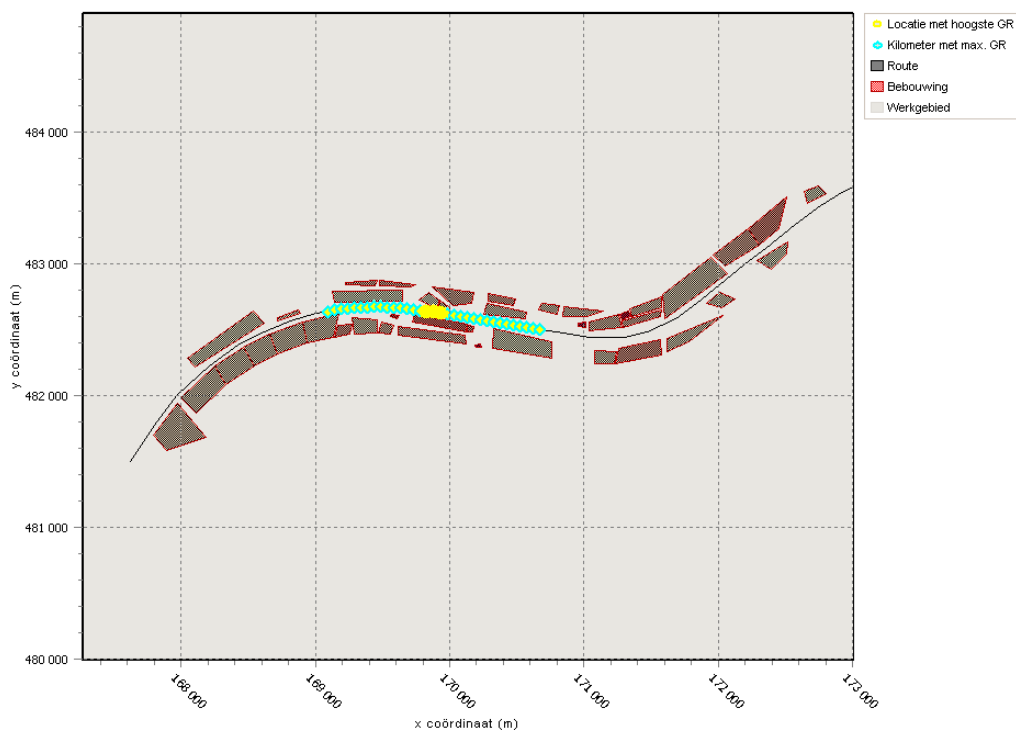 Locatie met hoogste GR
Kilometer met max. GR
Route
Bebouwing
Werkgebied
y coördinaat (m)
484 000
483 000
482 000
481 000
480 000
168 000
169 000
170 000
171 000
172 000
173 000
x coördinaat (m)